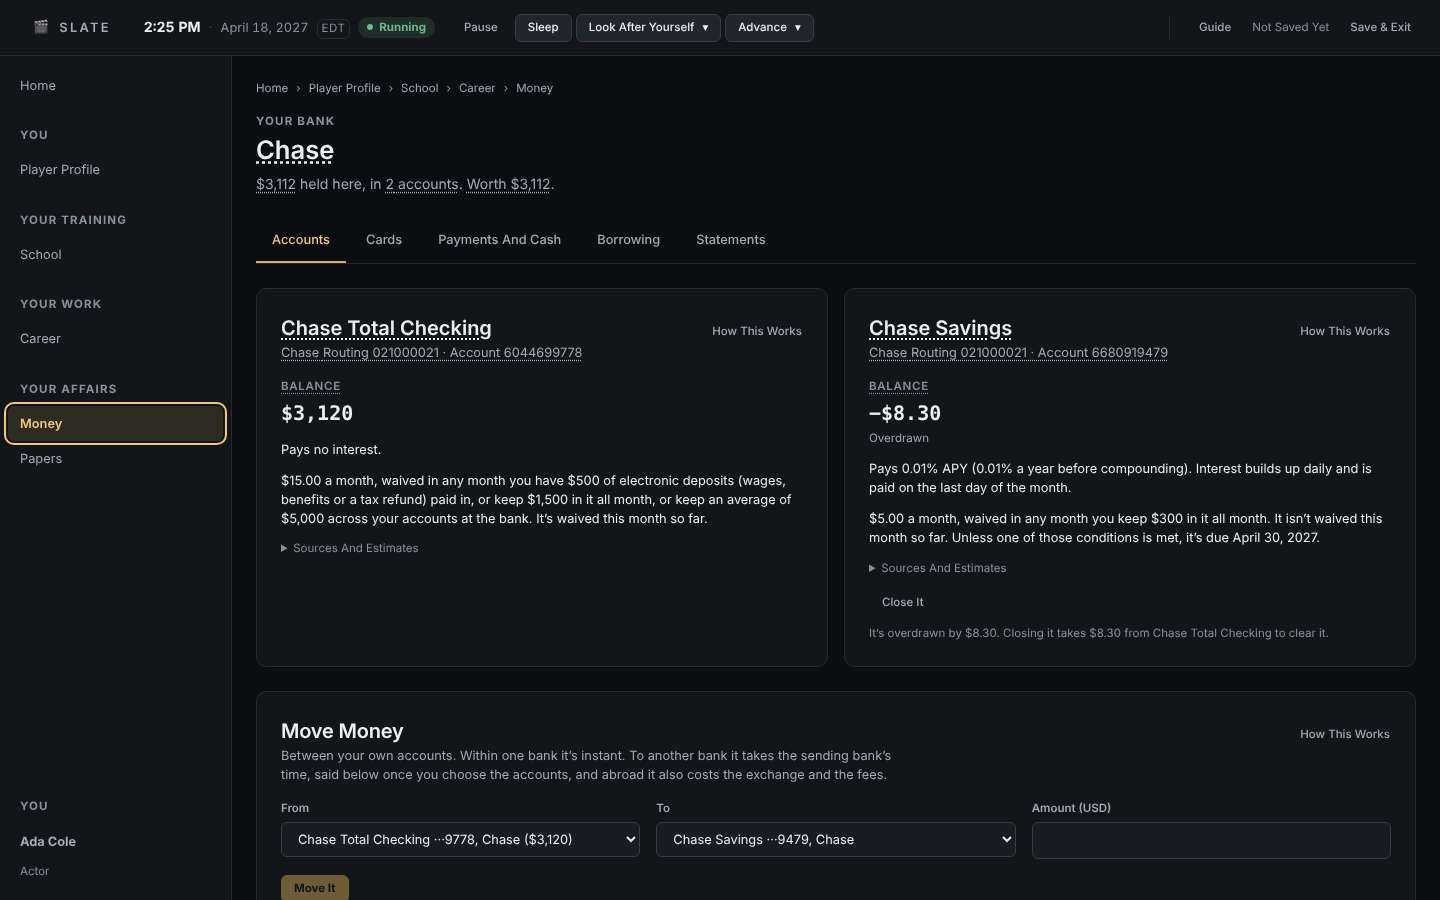 SLATE
2:25 PM · April 18, 2027 EDT Running
Pause
Sleep
Look After Yourself ▾
Advance ▾
Guide
Not Saved Yet
Save & Exit
Home
YOU
Player Profile
YOUR TRAINING
School
YOUR WORK
Career
YOUR AFFAIRS
Money
Papers
YOU
Ada Cole
Actor
Home › Player Profile › School › Career › Money
YOUR BANK
Chase
$3,112 held here, in 2 accounts. Worth $3,112.
Accounts
Cards
Payments And Cash
Borrowing
Statements
Chase Total Checking
How This Works
Chase Routing 021000021 · Account 6044699778
BALANCE
$3,120
Pays no interest.
$15.00 a month, waived in any month you have $500 of electronic deposits (wages,
benefits or a tax refund) paid in, or keep $1,500 in it all month, or keep an average of
$5,000 across your accounts at the bank. It’s waived this month so far.
Sources And Estimates
Chase Savings
How This Works
Chase Routing 021000021 · Account 6680919479
BALANCE
−$8.30
Overdrawn
Pays 0.01% APY (0.01% a year before compounding). Interest builds up daily and is
paid on the last day of the month.
$5.00 a month, waived in any month you keep $300 in it all month. It isn’t waived this
month so far. Unless one of those conditions is met, it’s due April 30, 2027.
Sources And Estimates
Close It
It’s overdrawn by $8.30. Closing it takes $8.30 from Chase Total Checking to clear it.
Move Money
How This Works
Between your own accounts. Within one bank it’s instant. To another bank it takes the sending bank’s
time, said below once you choose the accounts, and abroad it also costs the exchange and the fees.
From
To
Amount (USD)
Chase Total Checking ···9778, Chase ($3,120)
Chase Savings ···9479, Chase
Move It